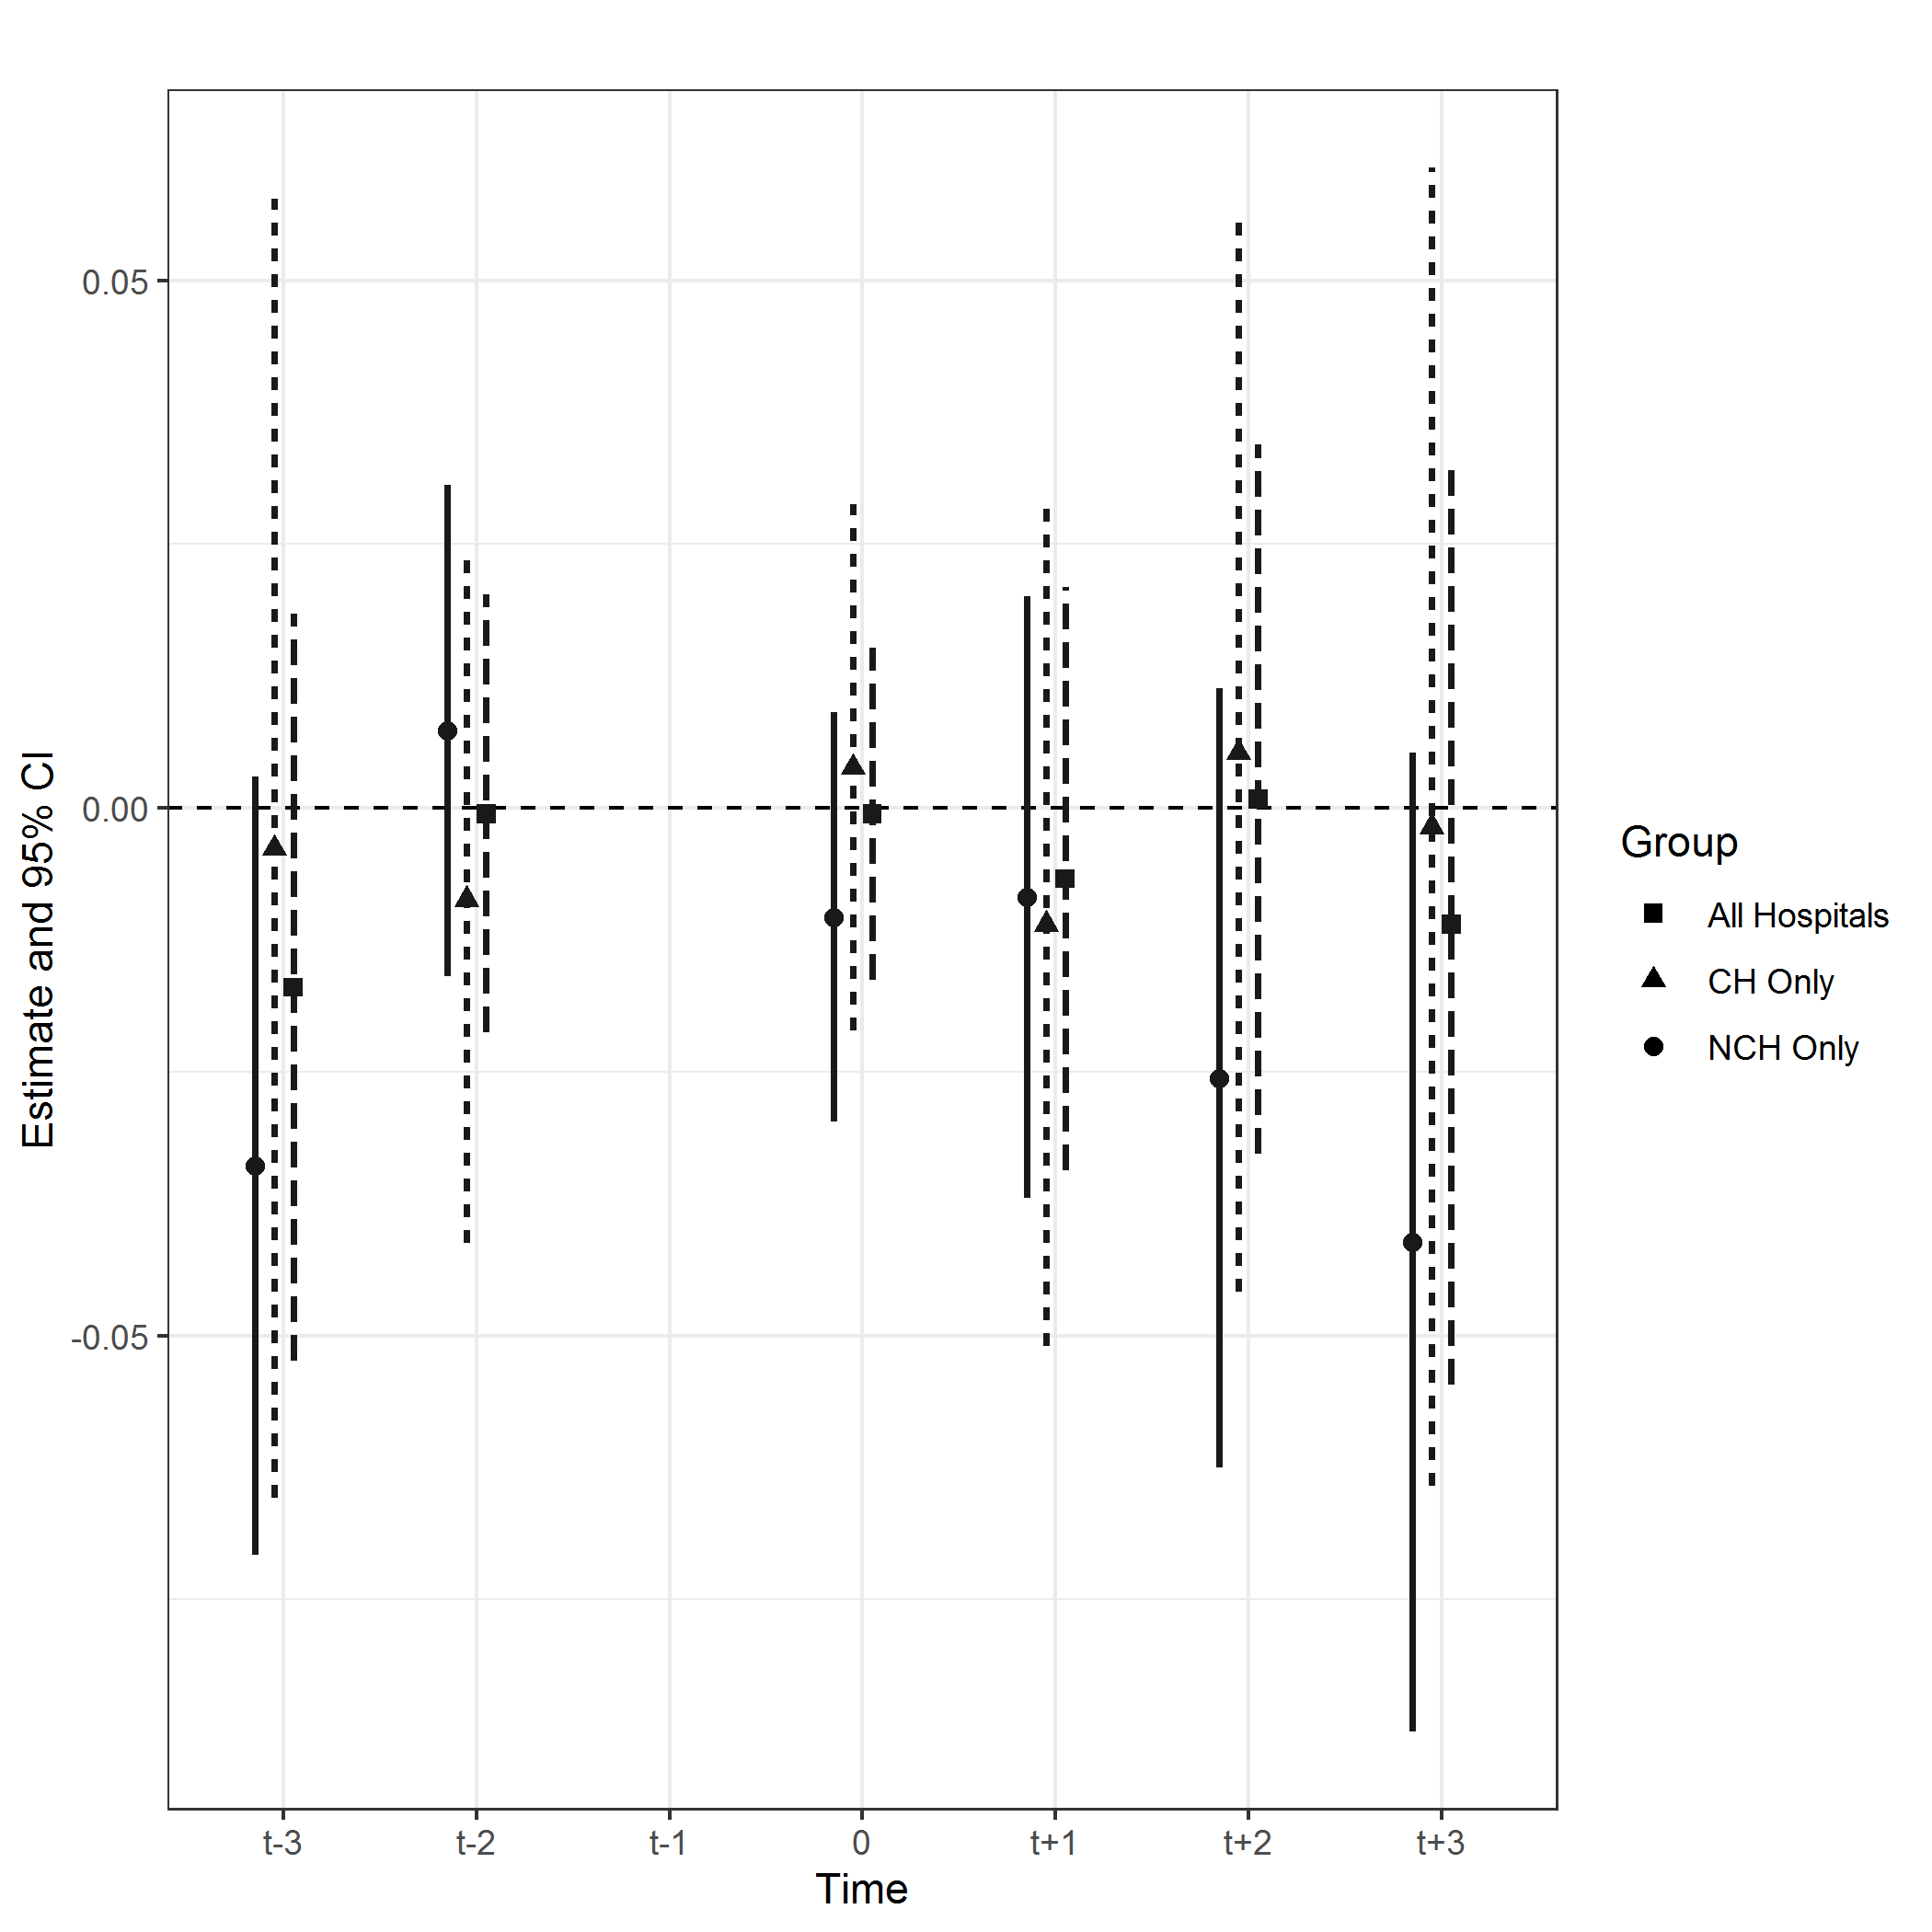 Estimate and 95% CI
0.05
0.00
-0.05
t-3
t-2
t-1
0
t+1
t+2
t+3
Time
Group
All Hospitals
CH Only
NCH Only